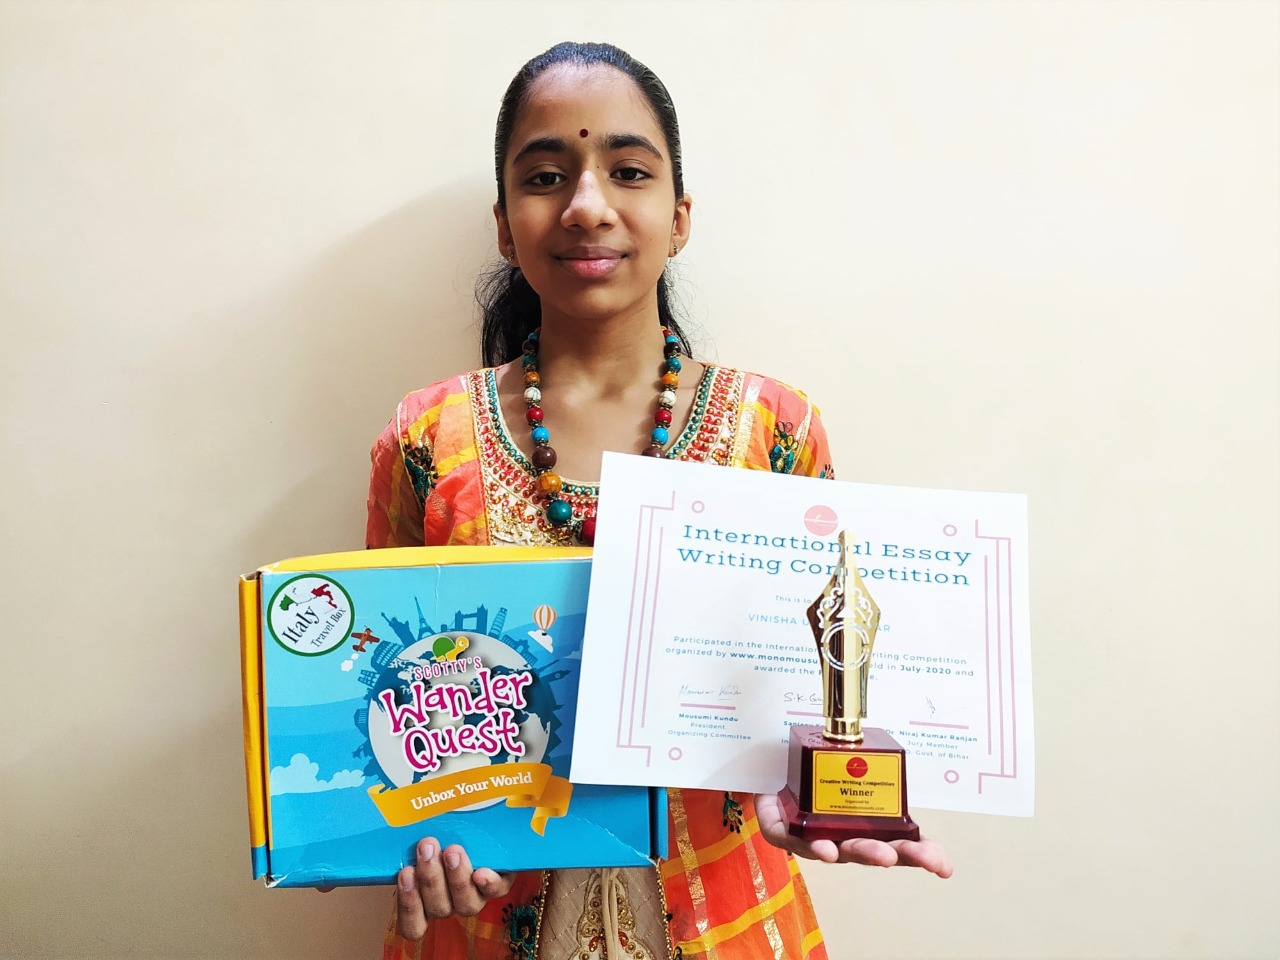 Italy
Travel Box
SCOTTY'S
Wander
Quest
Unbox Your World
International Essay
Writing Competition
This is to
VINISHA
Participated in the Writing Competition
organized by held in July-2020 and
awarded the
Mousumi Kundu
President
Organizing Committee
S.K.
Dr. Niraj Kumar Ranjan
Jury Member
Govt. of Bihar
Creative Writing Competition
Winner
Organized by
www.monomousumi.com